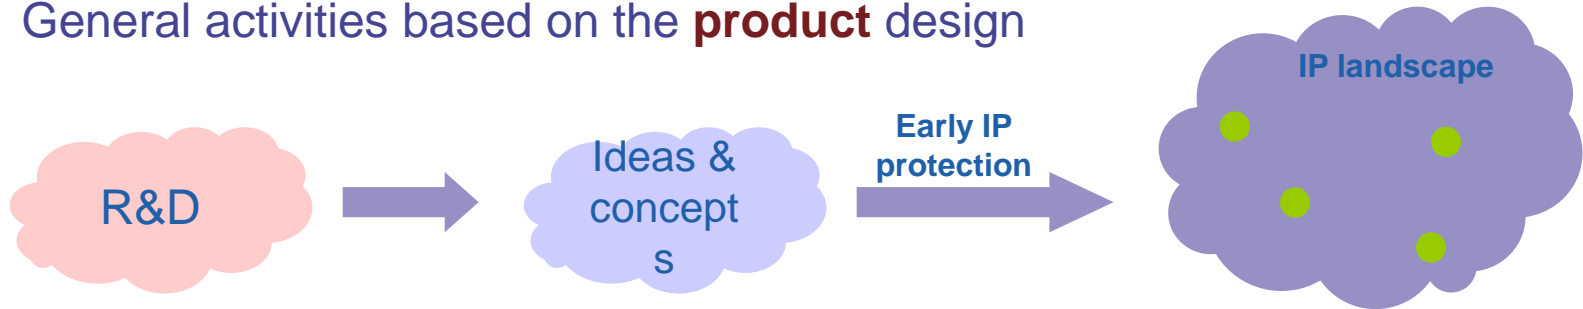 General activities based on the product design
IP landscape
Early IP
protection
R&D
Ideas &
concept
s